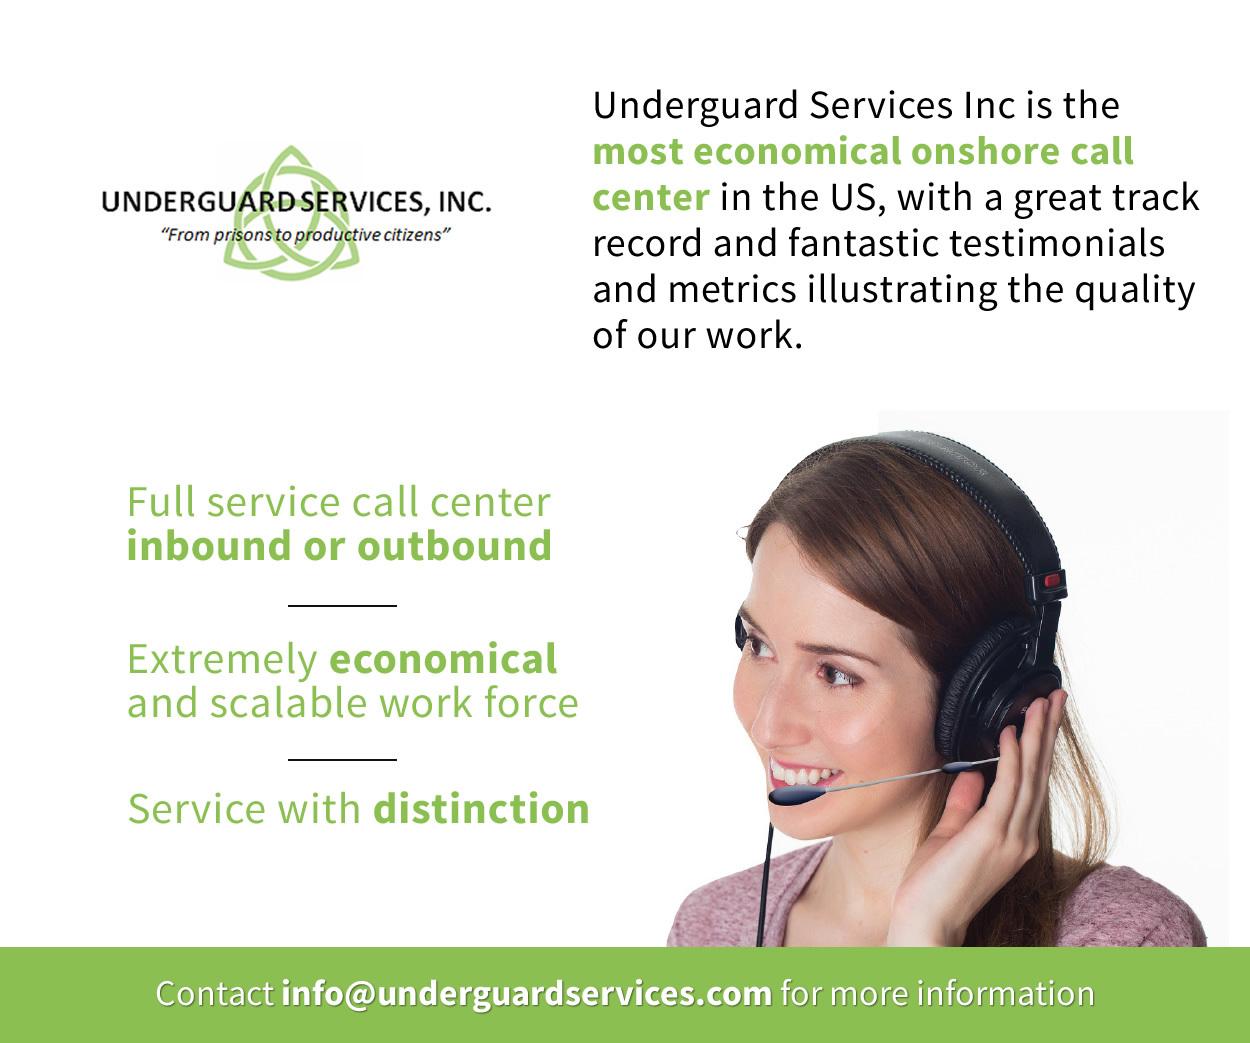 Underguard Services Inc is the
most economical onshore call
center in the US, with a great track
record and fantastic testimonials
and metrics illustrating the quality
of our work.
UNDERGUARD SERVICES, INC.
“From prisons to productive citizens”
Full service call center
inbound or outbound
Extremely economical
and scalable work force
Service with distinction
Contact info@underguardservices.com for more information